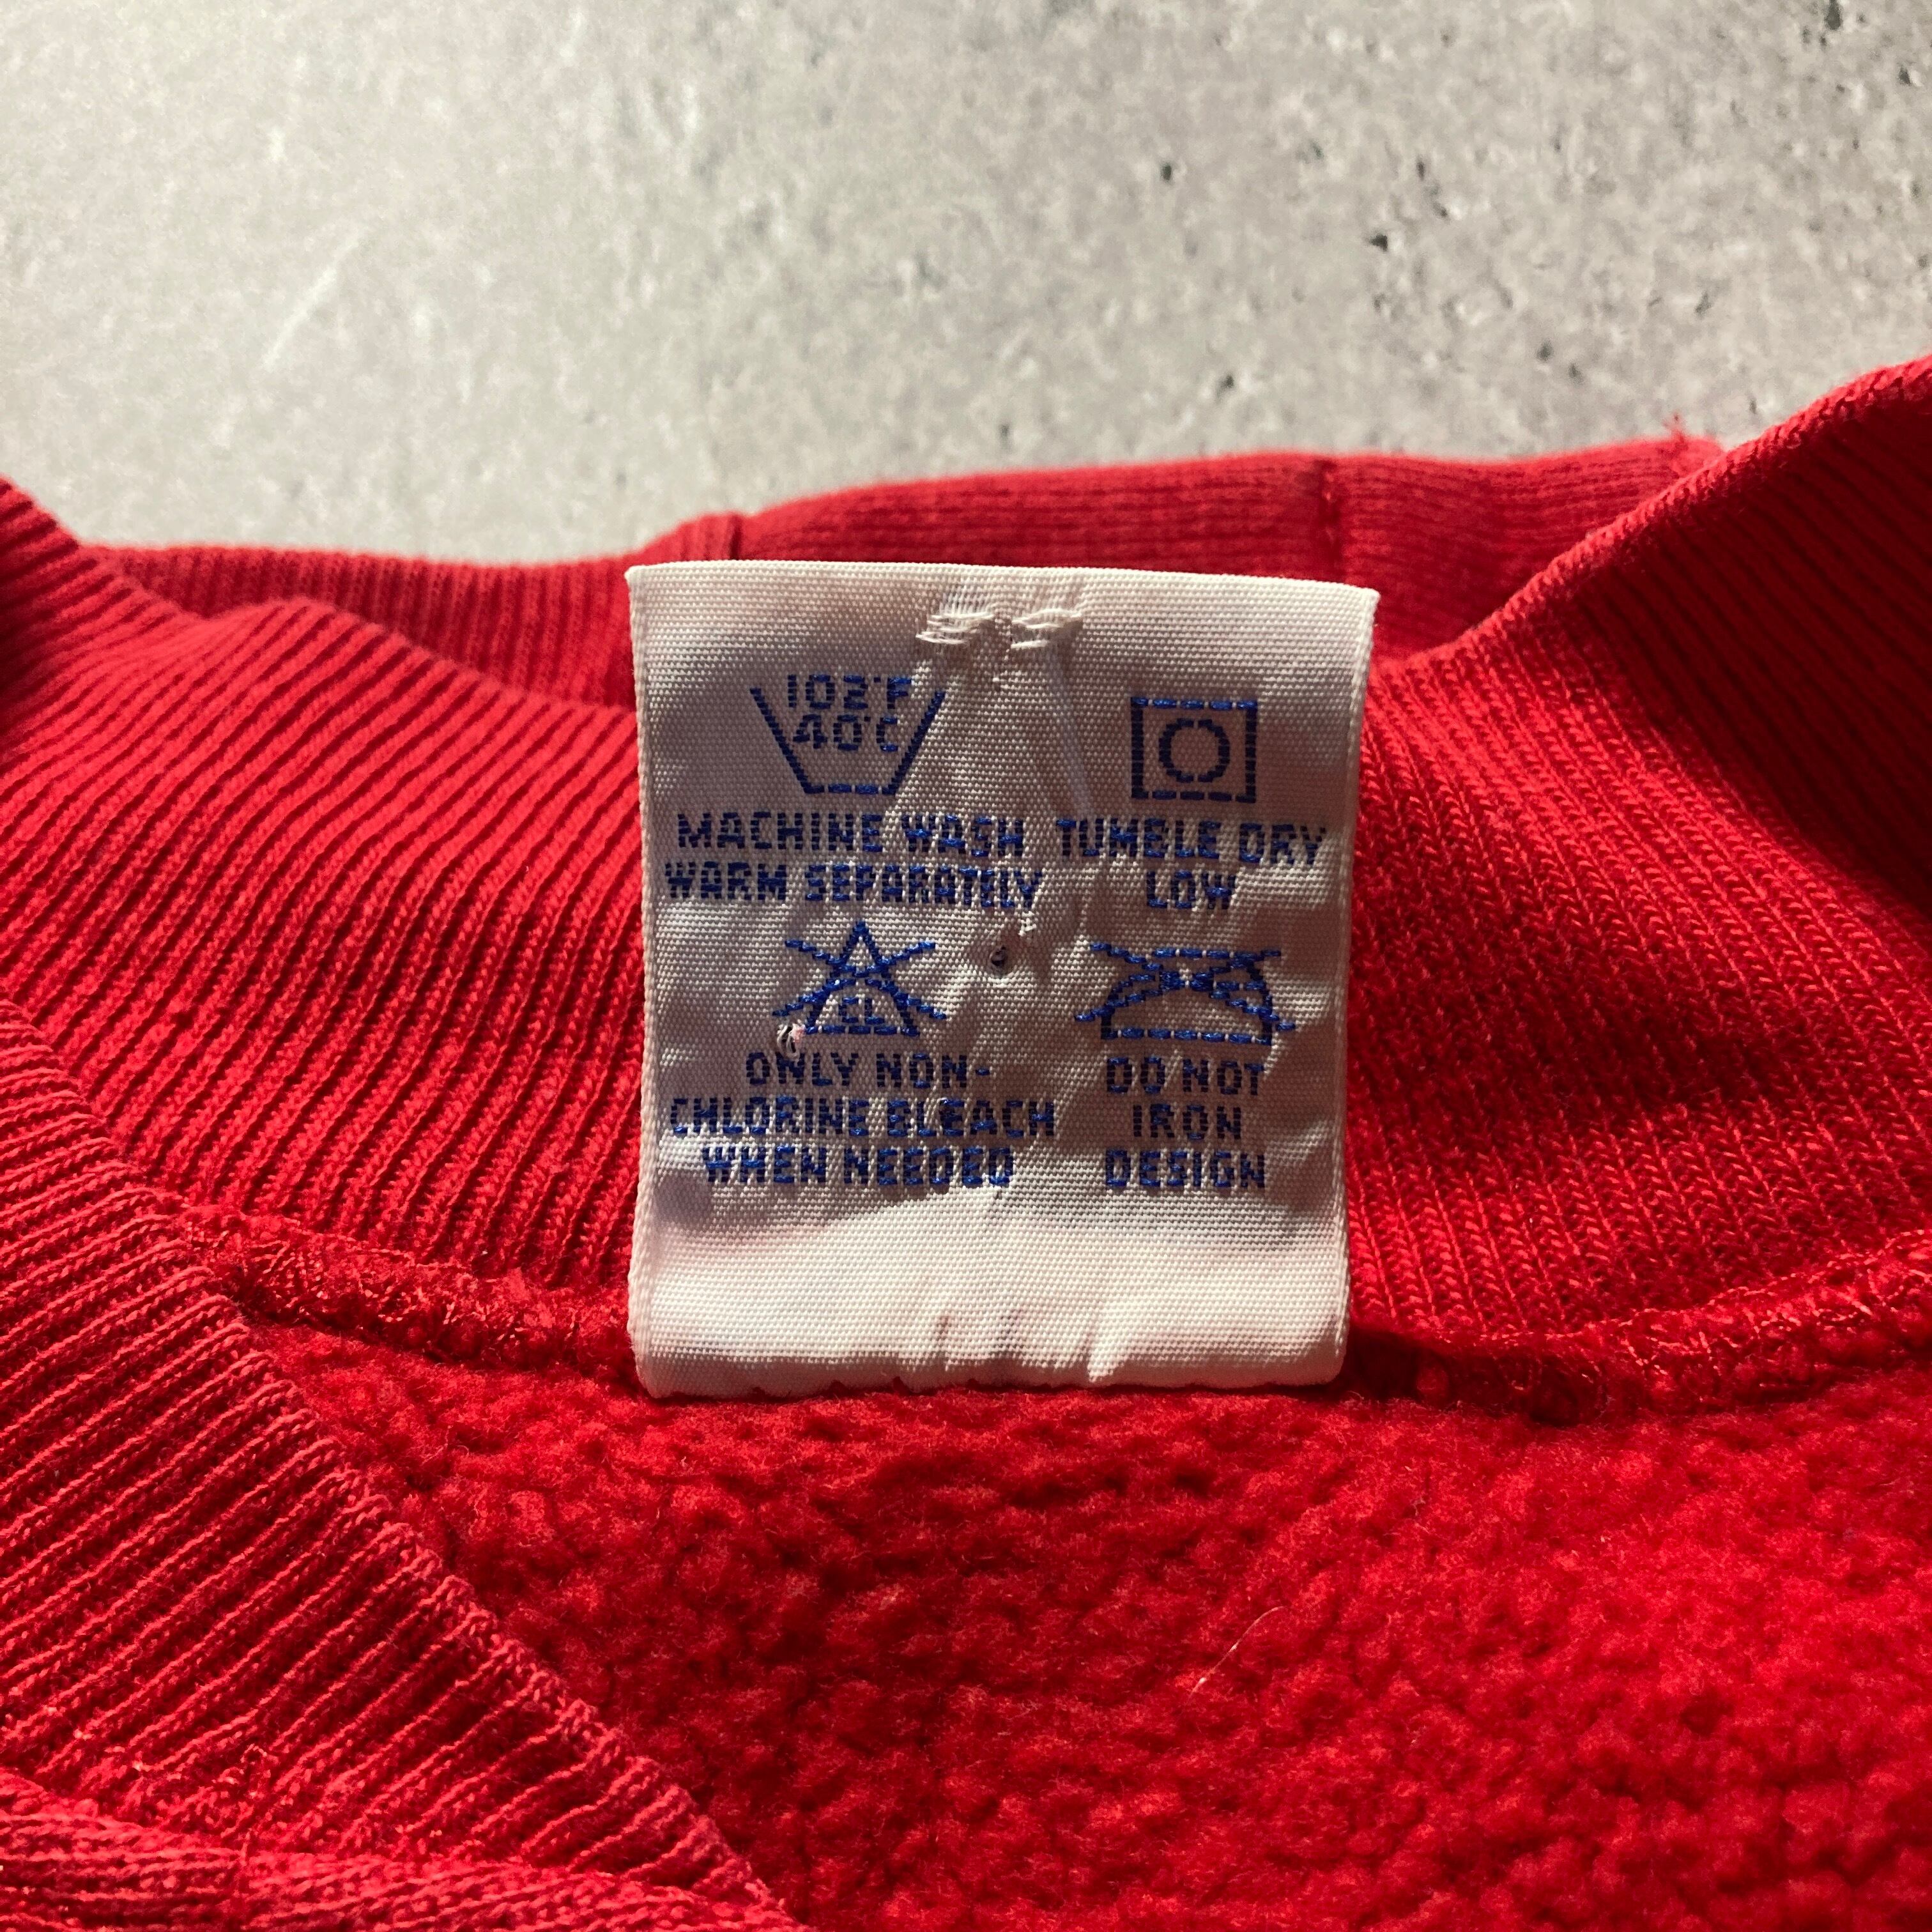 102°F
40°C
MACHINE WASH
WARM SEPARATELY
TUMBLE DRY
LOW
CL
ONLY NON-
CHLORINE BLEACH
WHEN NEEDED
DO NOT
IRON
DESIGN